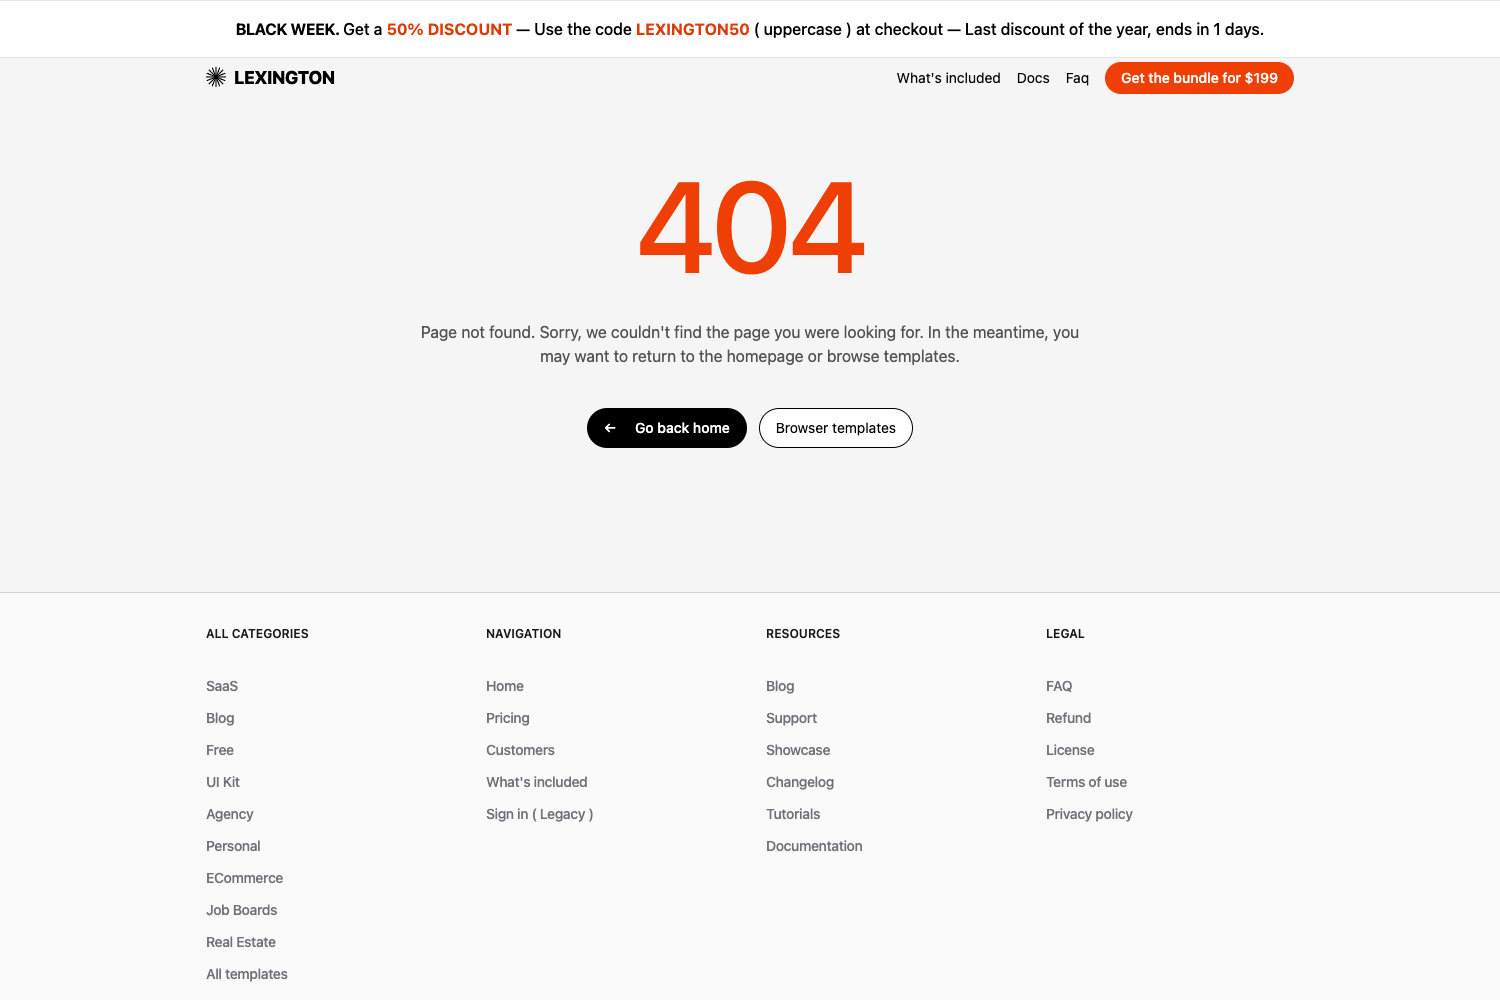 BLACK WEEK. Get a 50% DISCOUNT — Use the code LEXINGTON50 ( uppercase ) at checkout — Last discount of the year, ends in 1 days.
LEXINGTON
What's included
Docs
Faq
Get the bundle for $199
404
Page not found. Sorry, we couldn't find the page you were looking for. In the meantime, you
may want to return to the homepage or browse templates.
Go back home
Browser templates
ALL CATEGORIES
SaaS
Blog
Free
UI Kit
Agency
Personal
ECommerce
Job Boards
Real Estate
All templates
NAVIGATION
Home
Pricing
Customers
What's included
Sign in ( Legacy )
RESOURCES
Blog
Support
Showcase
Changelog
Tutorials
Documentation
LEGAL
FAQ
Refund
License
Terms of use
Privacy policy